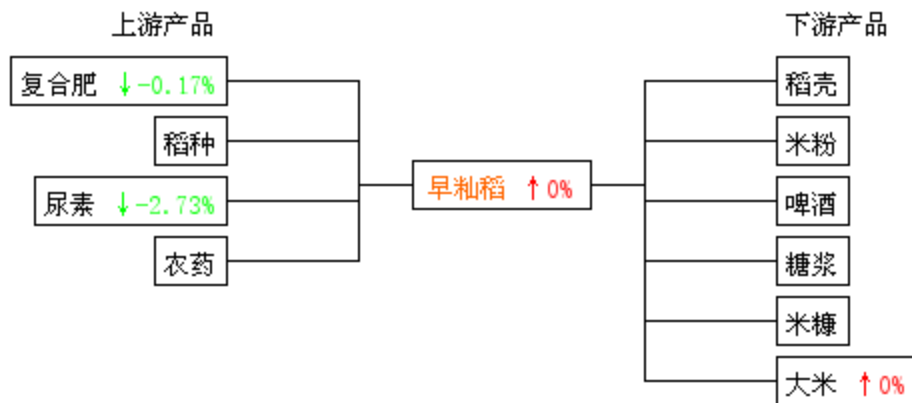 上游产品
下游产品
复合肥 ↓-0.17%
稻种
尿素 ↓-2.73%
农药
早籼稻 ↑0%
稻壳
米粉
啤酒
糖浆
米糠
大米 ↑0%